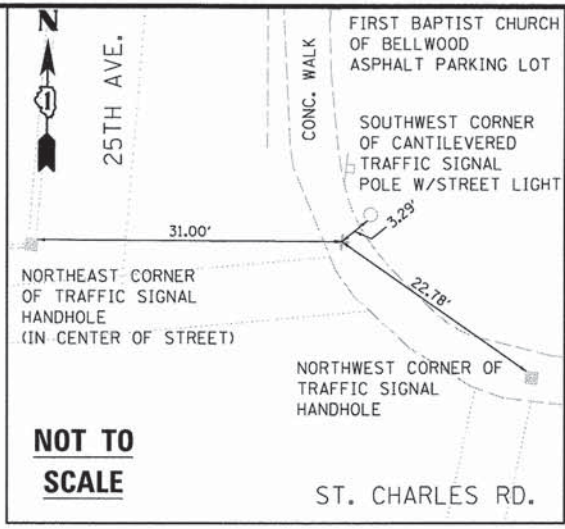 N
1
25TH AVE.
CONC. WALK
FIRST BAPTIST CHURCH
OF BELLWOOD
ASPHALT PARKING LOT
SOUTHWEST CORNER
OF CANTILEVERED
TRAFFIC SIGNAL
POLE W/STREET LIGHT
31.00'
3.29'
22.78'
NORTHEAST CORNER
OF TRAFFIC SIGNAL
HANDHOLE
(IN CENTER OF STREET)
NORTHWEST CORNER OF
TRAFFIC SIGNAL
HANDHOLE
NOT TO
SCALE
ST. CHARLES RD.